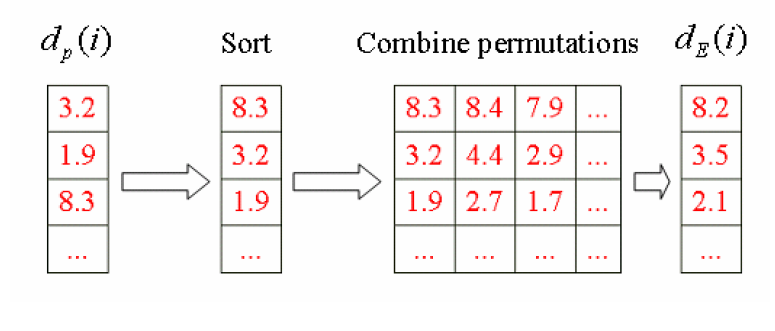 d_p(i) Sort Combine permutations d_E(i)
3.2 8.3 8.3 8.4 7.9 ... 8.2
1.9 3.2 3.2 4.4 2.9 ... 3.5
8.3 1.9 1.9 2.7 1.7 ... 2.1
... ... ... ... ... ... ...